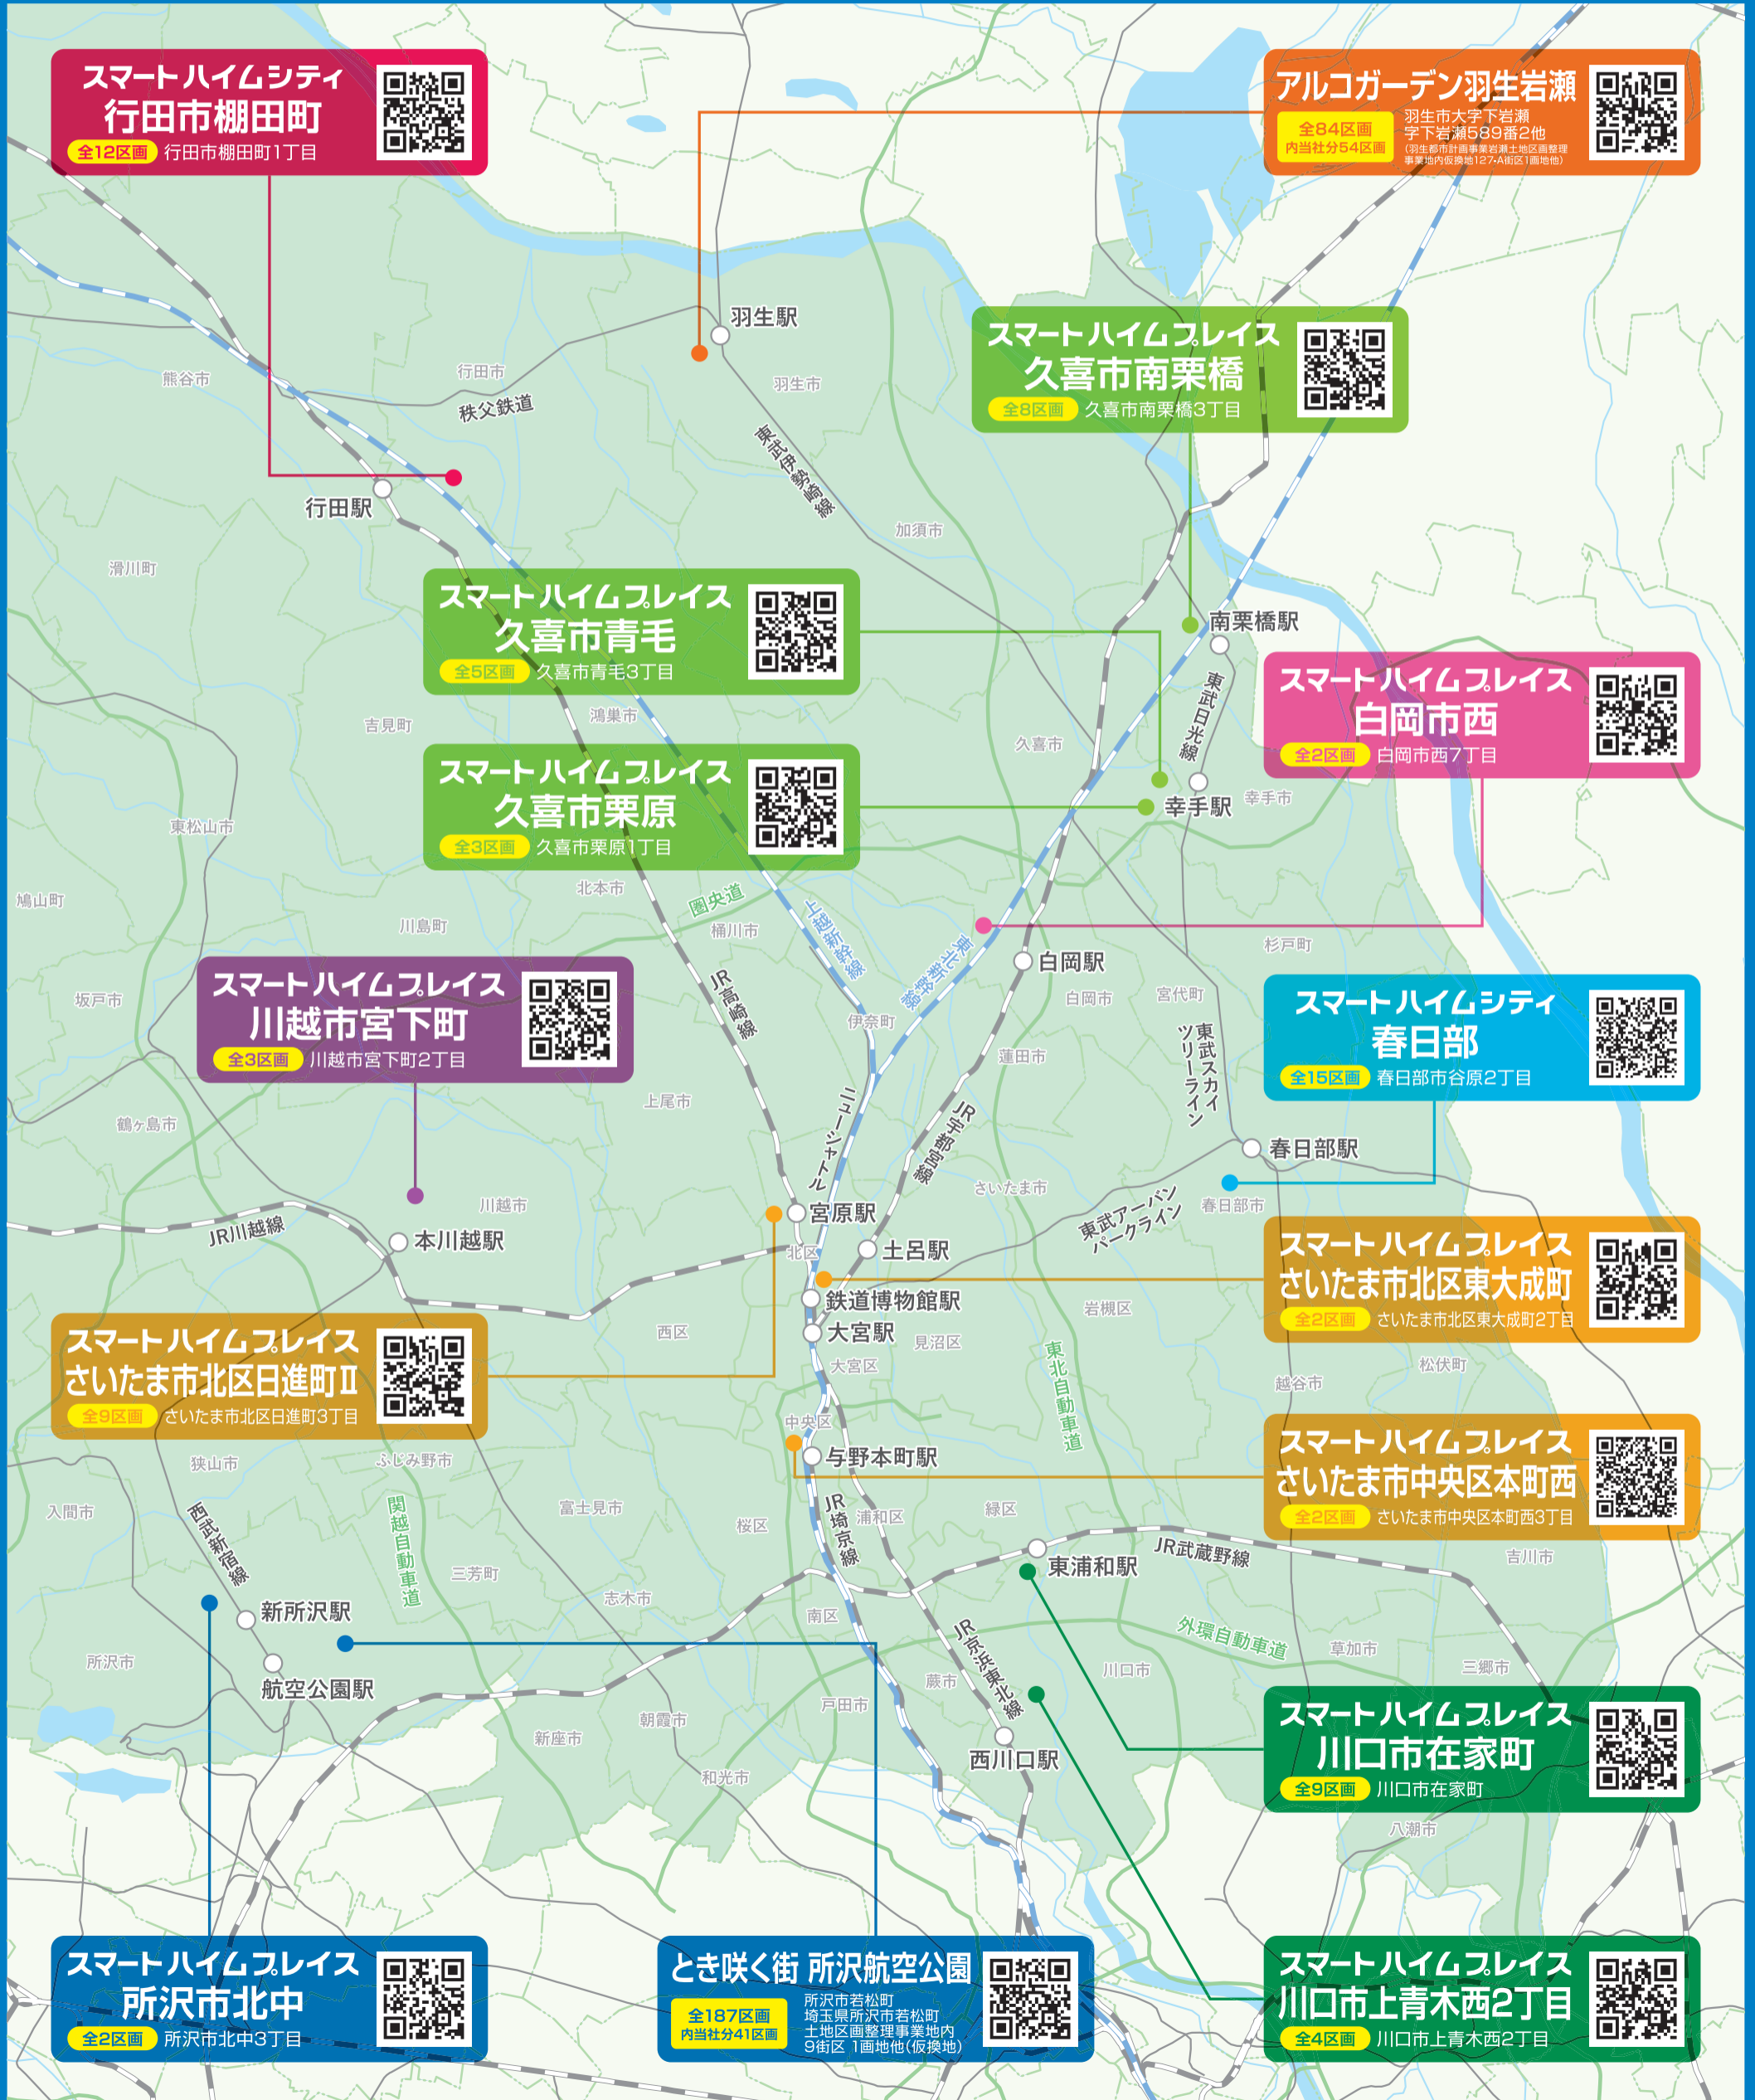 スマートハイムシティ
行田市棚田町
全12区画 行田市棚田町1丁目
アルコガーデン羽生岩瀬
全84区画
内当社分54区画
羽生市大字下岩瀬
字下岩瀬589番2他
(羽生都市計画事業岩瀬土地区画整理
事業地内仮換地127・A街区1画地他)
羽生駅
熊谷市
行田市
羽生市
秩父鉄道
東武伊勢崎線
スマートハイムプレイス
久喜市南栗橋
全8区画 久喜市南栗橋3丁目
行田駅
加須市
滑川町
スマートハイムプレイス
久喜市青毛
全5区画 久喜市青毛3丁目
南栗橋駅
東武日光線
スマートハイムプレイス
白岡市西
全2区画 白岡市西7丁目
吉見町
鴻巣市
久喜市
スマートハイムプレイス
久喜市栗原
全3区画 久喜市栗原1丁目
幸手駅
幸手市
東松山市
鳩山町
北本市
圏央道
川島町
桶川市
上越新幹線
東北新幹線
杉戸町
白岡駅
スマートハイムプレイス
川越市宮下町
全3区画 川越市宮下町2丁目
坂戸市
JR高崎線
白岡市
宮代町
伊奈町
スマートハイムシティ
春日部
全15区画 春日部市谷原2丁目
東武スカイ
ツリーライン
蓮田市
鶴ヶ島市
上尾市
ニューシャトル
JR宇都宮線
春日部駅
さいたま市
川越市
春日部市
東武アーバン
パークライン
JR川越線
本川越駅
宮原駅
北区
土呂駅
スマートハイムプレイス
さいたま市北区東大成町
全2区画 さいたま市北区東大成町2丁目
鉄道博物館駅
岩槻区
大宮駅
西区
見沼区
大宮区
東北自動車道
松伏町
越谷市
スマートハイムプレイス
さいたま市北区日進町Ⅱ
全9区画 さいたま市北区日進町3丁目
中央区
与野本町駅
スマートハイムプレイス
さいたま市中央区本町西
全2区画 さいたま市中央区本町西3丁目
狭山市
ふじみ野市
入間市
西武新宿線
関越自動車道
富士見市
桜区
JR埼京線
浦和区
緑区
東浦和駅
JR武蔵野線
吉川市
三芳町
志木市
新所沢駅
南区
JR京浜東北線
外環自動車道
草加市
所沢市
航空公園駅
蕨市
川口市
三郷市
戸田市
朝霞市
新座市
西川口駅
和光市
スマートハイムプレイス
川口市在家町
全9区画 川口市在家町
八潮市
スマートハイムプレイス
所沢市北中
全2区画 所沢市北中3丁目
とき咲く街 所沢航空公園
全187区画
内当社分41区画
所沢市若松町
埼玉県所沢市若松町
土地区画整理事業地内
9街区 1画地他(仮換地)
スマートハイムプレイス
川口市上青木西2丁目
全4区画 川口市上青木西2丁目